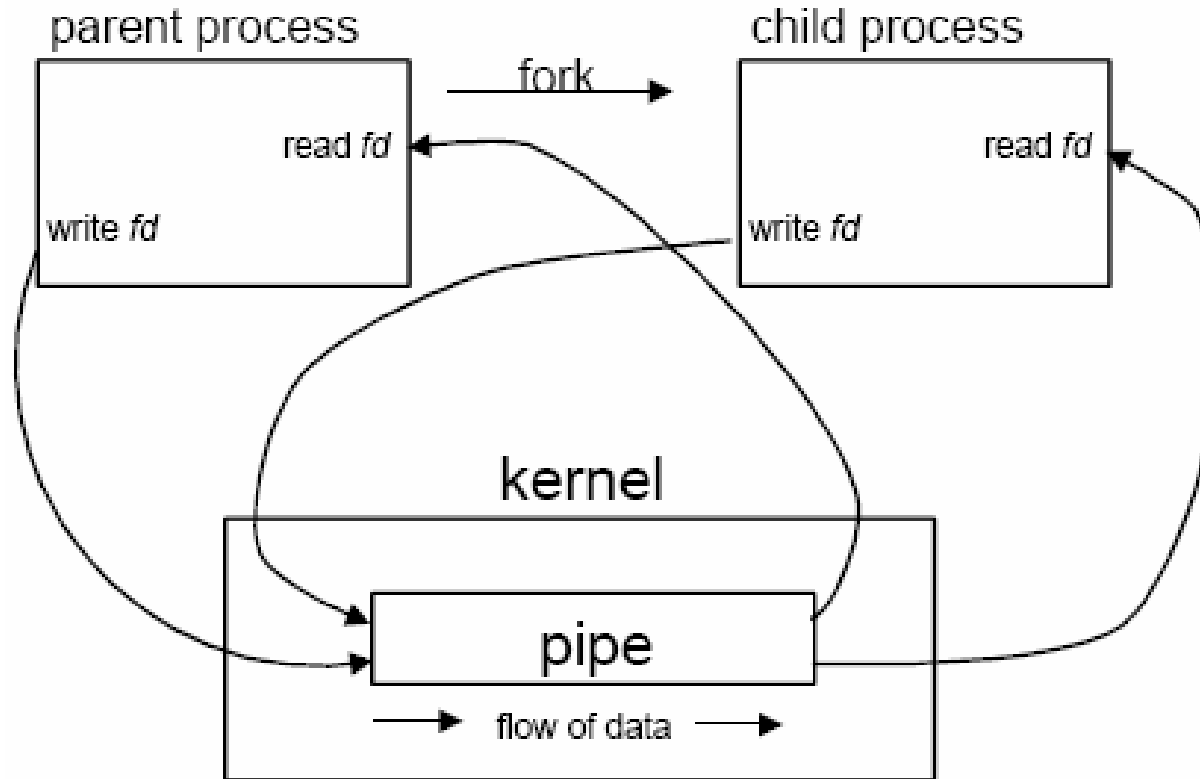 parent process
child process
fork
read fd
read fd
write fd
write fd
kernel
pipe
flow of data